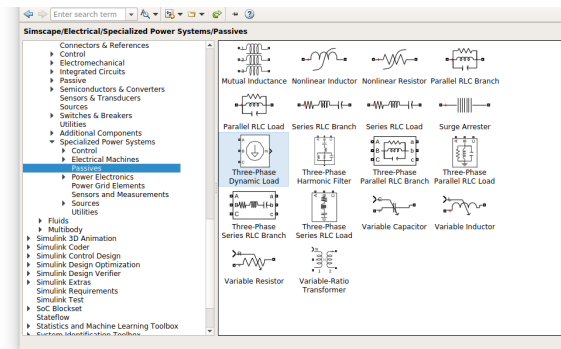 Enter search term
Simscape/Electrical/Specialized Power Systems/Passives
Connectors & References
Control
Electromechanical
Integrated Circuits
Passive
Semiconductors & Converters
Sensors & Transducers
Sources
Switches & Breakers
Utilities
Additional Components
Specialized Power Systems
Control
Electrical Machines
Passives
Power Electronics
Power Grid Elements
Sensors and Measurements
Sources
Utilities
Fluids
Multibody
Simulink 3D Animation
Simulink Coder
Simulink Control Design
Simulink Design Optimization
Simulink Design Verifier
Simulink Extras
Simulink Requirements
Simulink Test
SoC Blockset
Stateflow
Statistics and Machine Learning Toolbox
System Identification Toolbox
Mutual Inductance Nonlinear Inductor Nonlinear Resistor Parallel RLC Branch
Parallel RLC Load Series RLC Branch Series RLC Load Surge Arrester
Three-Phase Three-Phase Three-Phase Three-Phase
Dynamic Load Harmonic Filter Parallel RLC Branch Parallel RLC Load
Three-Phase Three-Phase Variable Capacitor Variable Inductor
Series RLC Branch Series RLC Load
Variable Resistor Variable-Ratio
Transformer